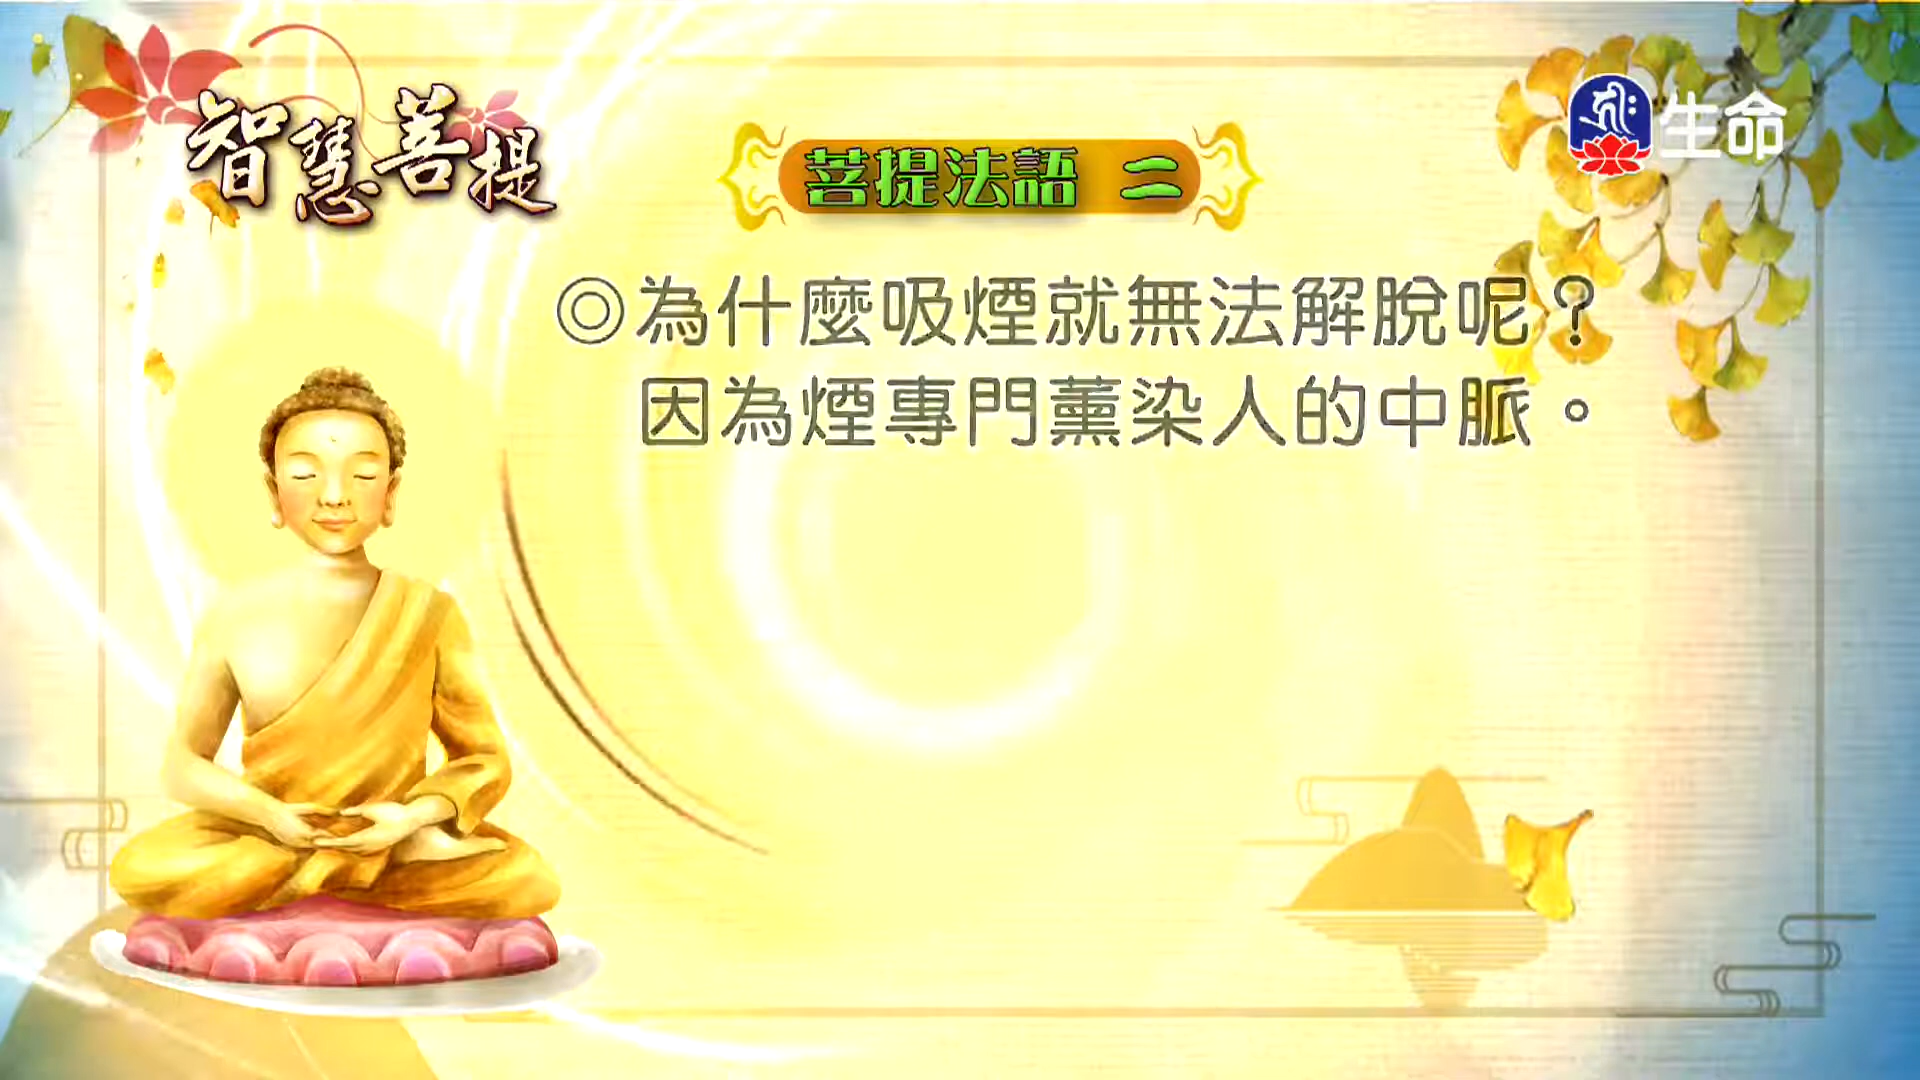 智慧菩提
菩提法語 二
生命
◎為什麼吸煙就無法解脫呢？
因為煙專門薰染人的中脈。